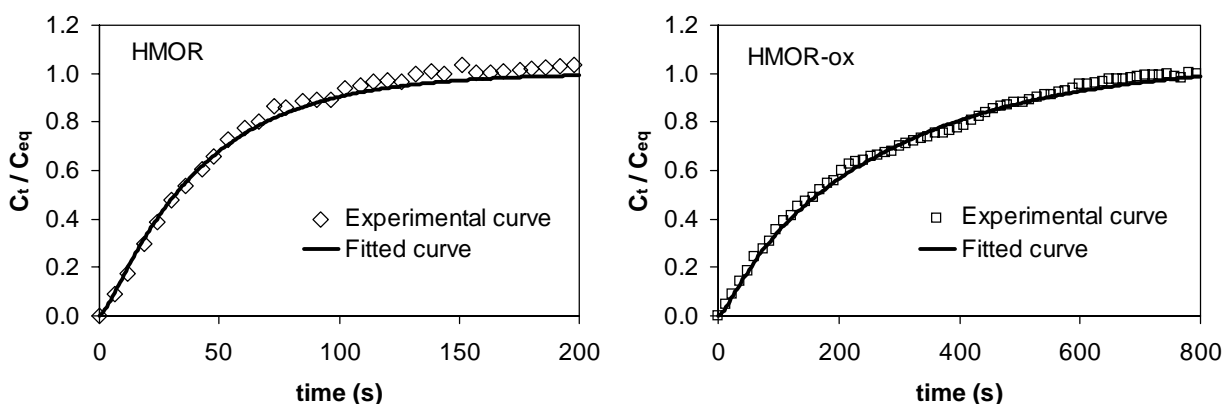 HMOR
Cₜ / Cₑq
1.2
1.0
0.8
0.6
0.4
0.2
0.0
Experimental curve
Fitted curve
0 50 100 150 200
time (s)
HMOR-ox
Cₜ / Cₑq
1.2
1.0
0.8
0.6
0.4
0.2
0.0
Experimental curve
Fitted curve
0 200 400 600 800
time (s)